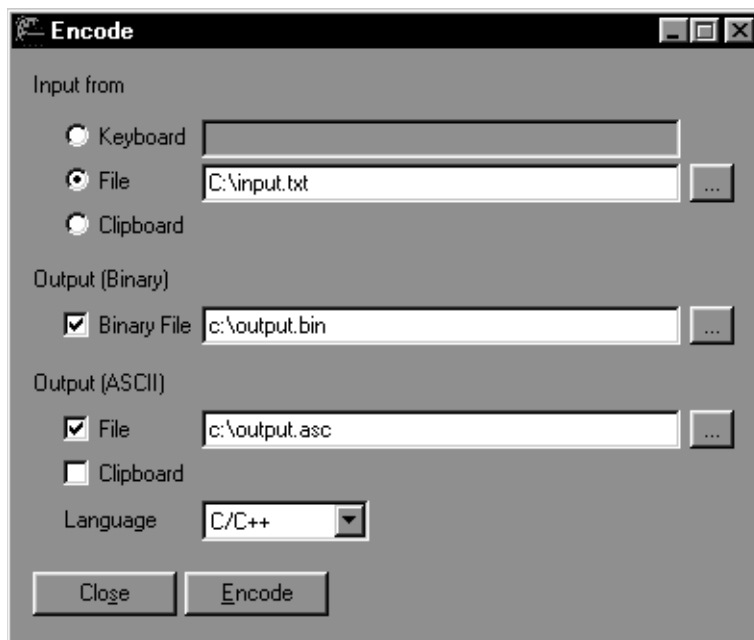 Encode
Input from
Keyboard
File C:\input.txt ...
Clipboard
Output (Binary)
Binary File c:\output.bin ...
Output (ASCII)
File c:\output.asc ...
Clipboard
Language C/C++
Close Encode